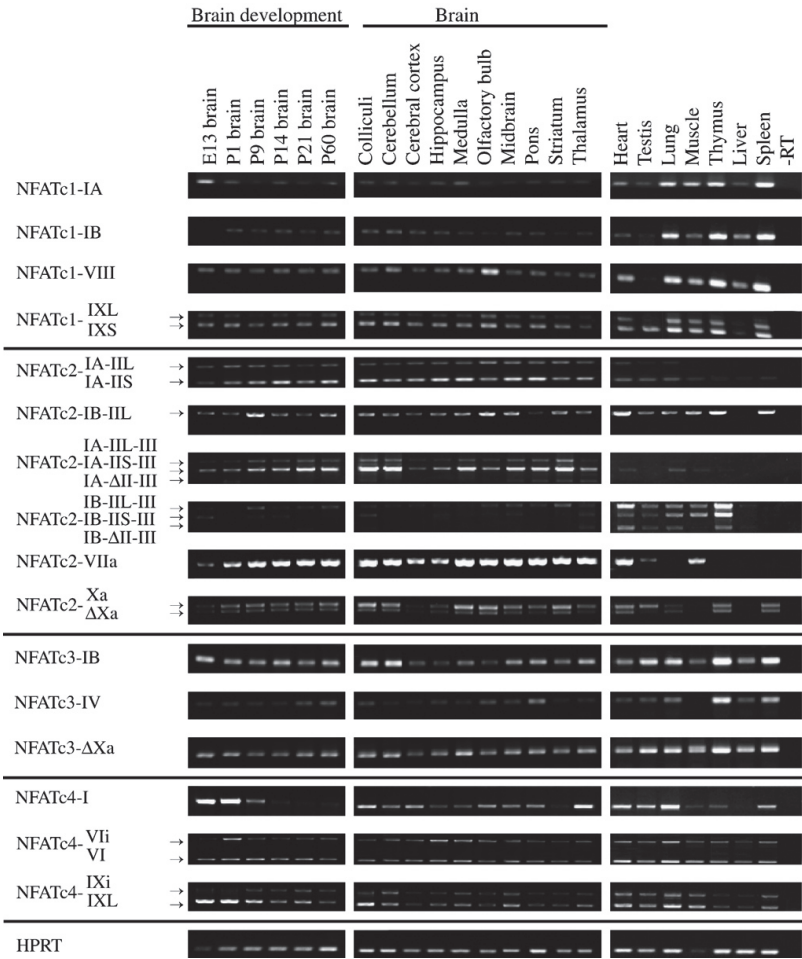 Brain development
Brain
E13 brain
P1 brain
P9 brain
P14 brain
P21 brain
P60 brain
Colliculi
Cerebellum
Cerebral cortex
Hippocampus
Medulla
Olfactory bulb
Midbrain
Pons
Striatum
Thalamus
Heart
Testis
Lung
Muscle
Thymus
Liver
Spleen
-RT
NFATc1-IA
NFATc1-IB
NFATc1-VIII
IXL
NFATc1-
IXS
IA-IIL
NFATc2-
IA-IIS
NFATc2-IB-IIL
IA-IIL-III
NFATc2-IA-IIS-III
IA-ΔII-III
IB-IIL-III
NFATc2-IB-IIS-III
IB-ΔII-III
NFATc2-VIIa
Xa
NFATc2-
ΔXa
NFATc3-IB
NFATc3-IV
NFATc3-ΔXa
NFATc4-I
VIi
NFATc4-
VI
IXi
NFATc4-
IXL
HPRT